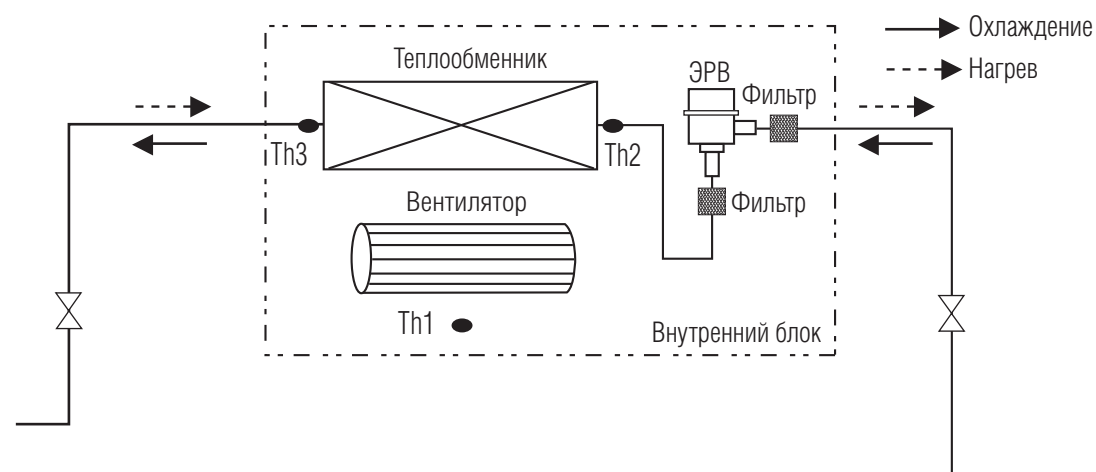 Охлаждение
Теплообменник
ЭРВ
Фильтр
Нагрев
Th3
Th2
Вентилятор
Фильтр
Th1
Внутренний блок